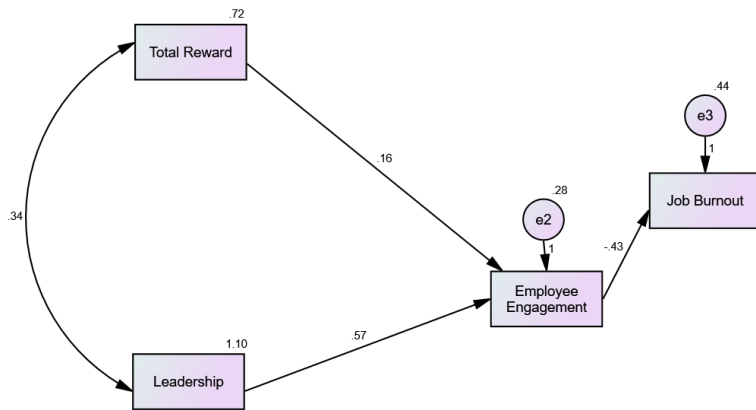 .72
Total Reward
.44
e3
1
.16
Job Burnout
.28
.34
e2
-.43
1
Employee
Engagement
.57
1.10
Leadership